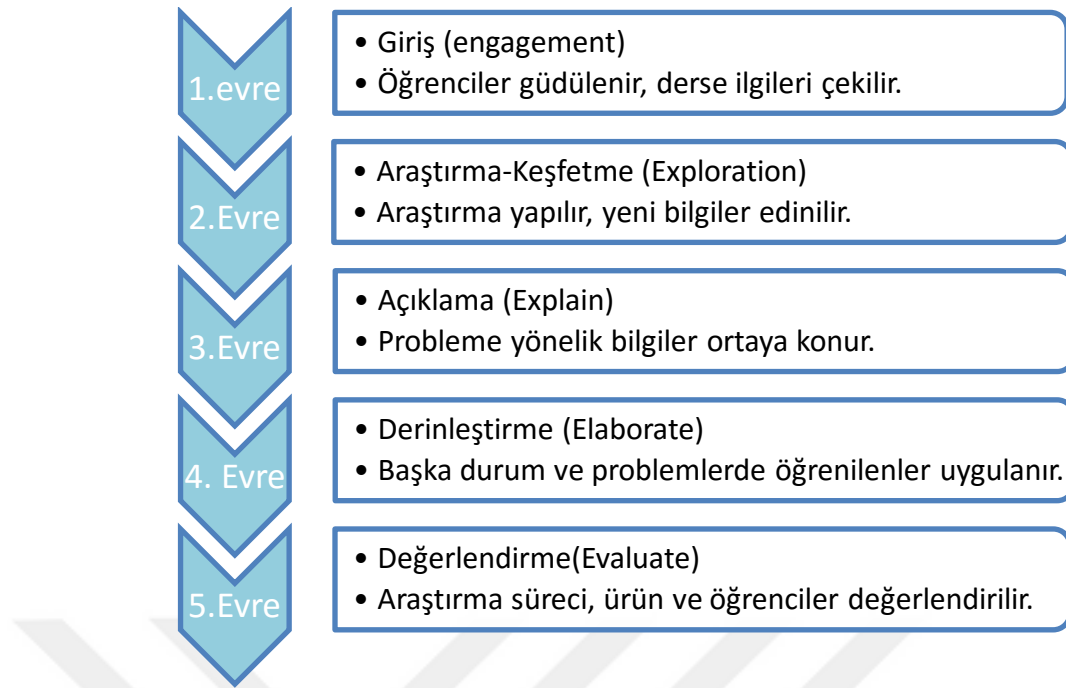 1.evre
• Giriş (engagement)
• Öğrenciler güdülenir, derse ilgileri çekilir.
2.Evre
• Araştırma-Keşfetme (Exploration)
• Araştırma yapılır, yeni bilgiler edinilir.
3.Evre
• Açıklama (Explain)
• Probleme yönelik bilgiler ortaya konur.
4. Evre
• Derinleştirme (Elaborate)
• Başka durum ve problemlerde öğrenilenler uygulanır.
5.Evre
• Değerlendirme(Evaluate)
• Araştırma süreci, ürün ve öğrenciler değerlendirilir.